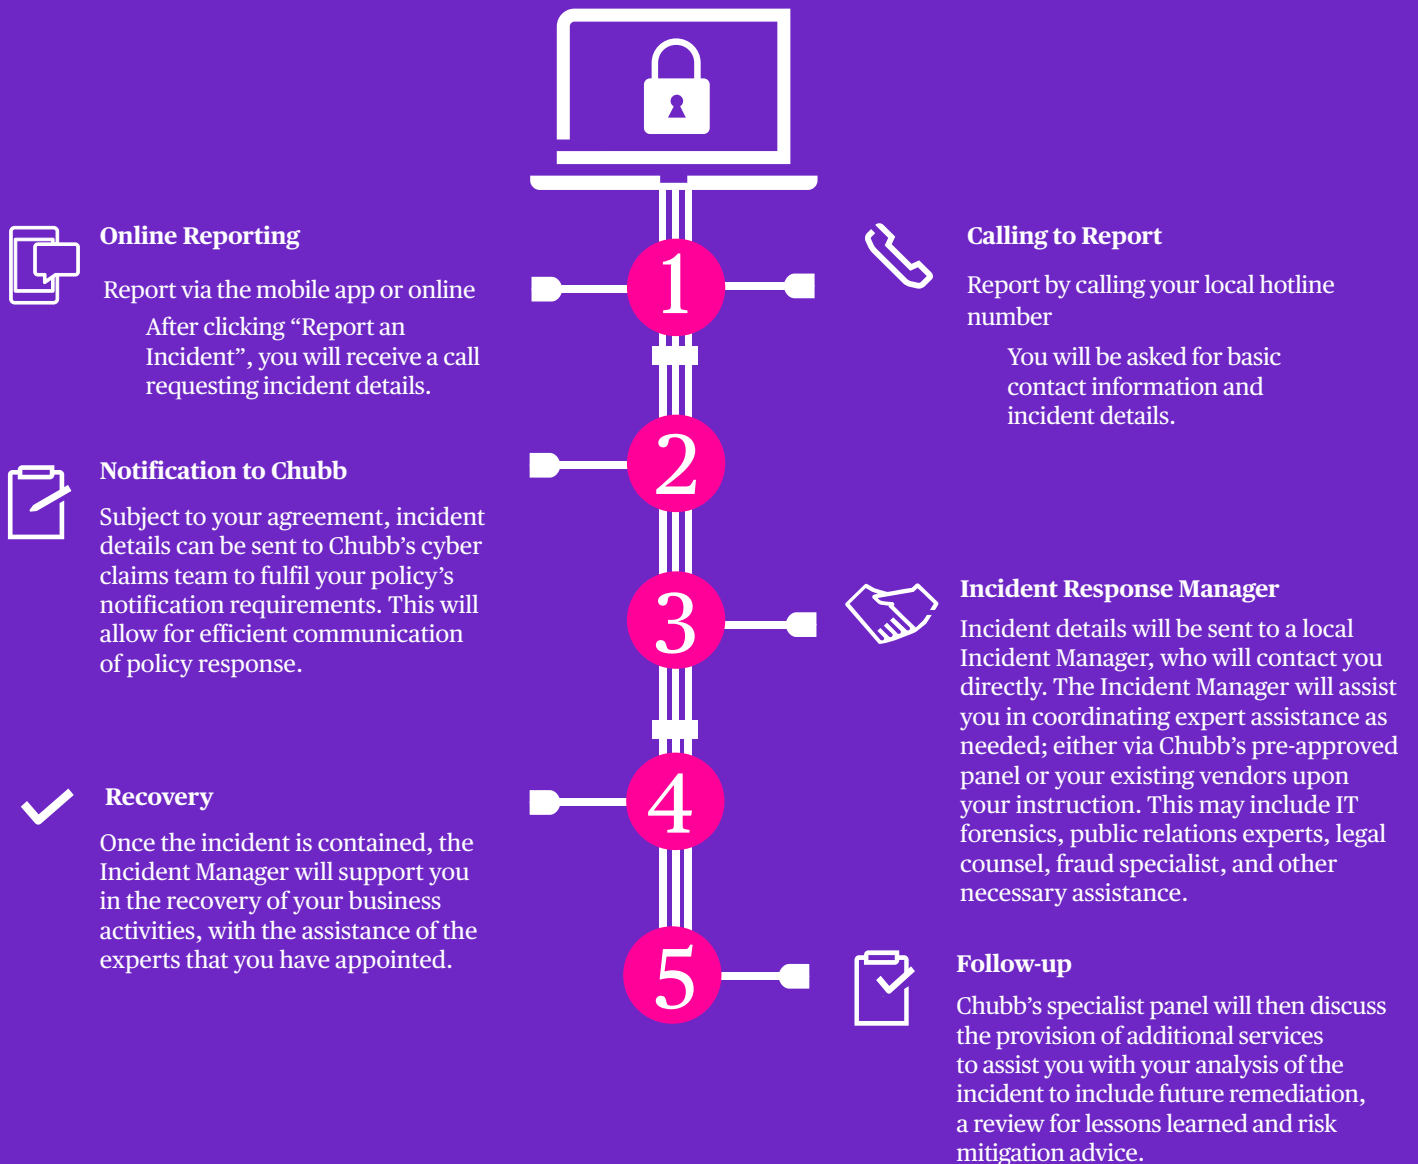 1
Online Reporting
Report via the mobile app or online
After clicking “Report an
Incident”, you will receive a call
requesting incident details.
Calling to Report
Report by calling your local hotline
number
You will be asked for basic
contact information and
incident details.
2
Notification to Chubb
Subject to your agreement, incident
details can be sent to Chubb’s cyber
claims team to fulfil your policy’s
notification requirements. This will
allow for efficient communication
of policy response.
3
Incident Response Manager
Incident details will be sent to a local
Incident Manager, who will contact you
directly. The Incident Manager will assist
you in coordinating expert assistance as
needed; either via Chubb’s pre-approved
panel or your existing vendors upon
your instruction. This may include IT
forensics, public relations experts, legal
counsel, fraud specialist, and other
necessary assistance.
4
Recovery
Once the incident is contained, the
Incident Manager will support you
in the recovery of your business
activities, with the assistance of the
experts that you have appointed.
5
Follow-up
Chubb’s specialist panel will then discuss
the provision of additional services
to assist you with your analysis of the
incident to include future remediation,
a review for lessons learned and risk
mitigation advice.